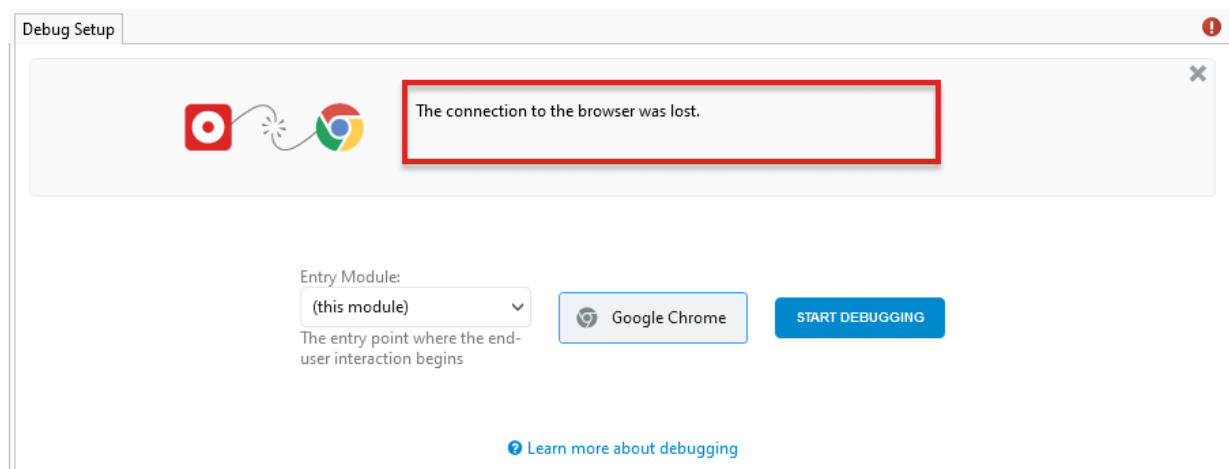 Debug Setup
The connection to the browser was lost.
Entry Module:
(this module)
The entry point where the end-
user interaction begins
Google Chrome
START DEBUGGING
Learn more about debugging